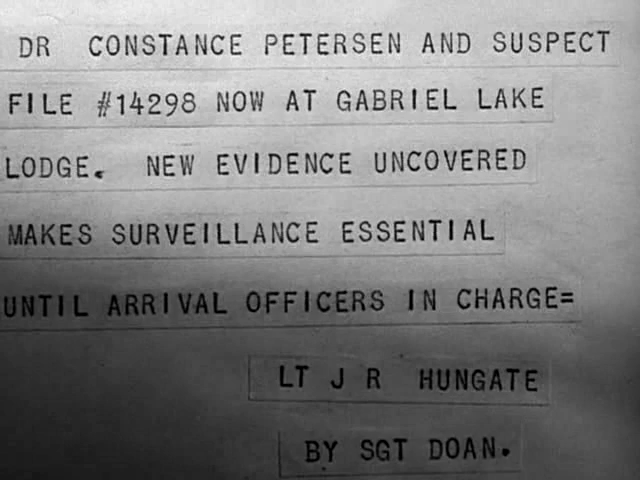 DR CONSTANCE PETERSEN AND SUSPECT
FILE #14298 NOW AT GABRIEL LAKE
LODGE. NEW EVIDENCE UNCOVERED
MAKES SURVEILLANCE ESSENTIAL
UNTIL ARRIVAL OFFICERS IN CHARGE=
LT J R HUNGATE
BY SGT DOAN.